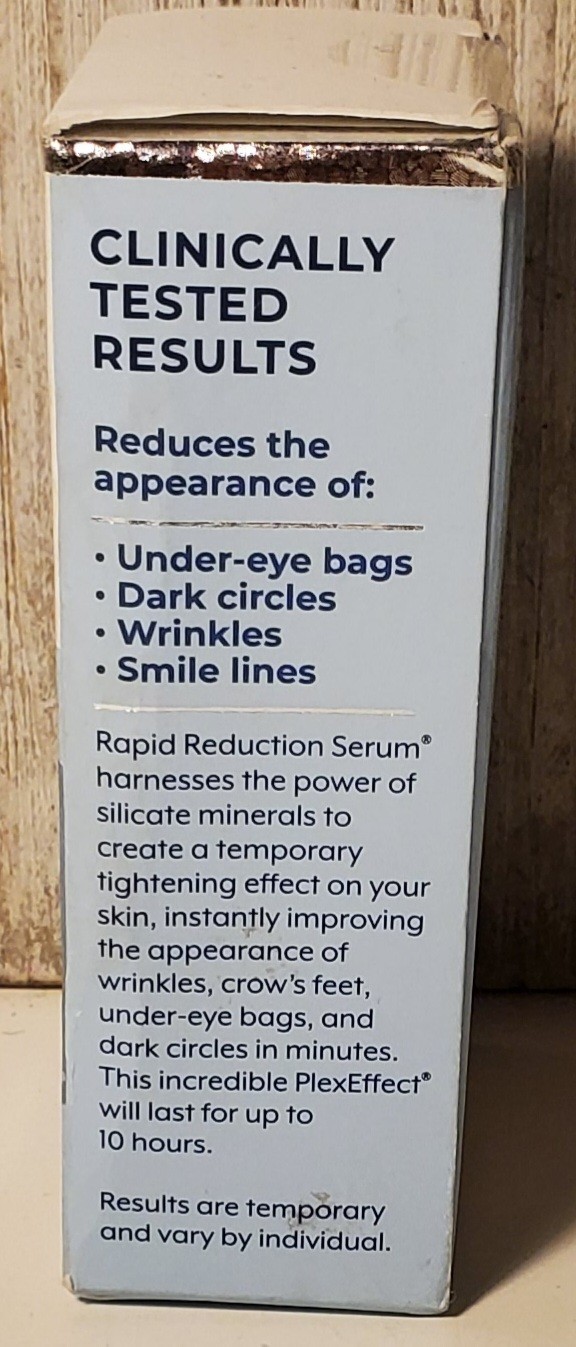 CLINICALLY
TESTED
RESULTS
Reduces the
appearance of:
• Under-eye bags
• Dark circles
• Wrinkles
• Smile lines
Rapid Reduction Serum®
harnesses the power of
silicate minerals to
create a temporary
tightening effect on your
skin, instantly improving
the appearance of
wrinkles, crow's feet,
under-eye bags, and
dark circles in minutes.
This incredible PlexEffect®
will last for up to
10 hours.
Results are temporary
and vary by individual.